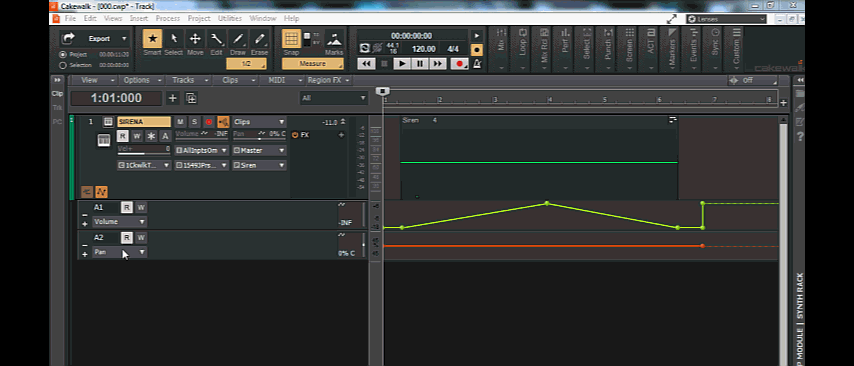 Cakewalk - [000.cwp* - Track]
File Edit Views Insert Process Project Utilities Window Help
Lenses
Export
Project 00:00:11:20
Selection 00:00:00:00
Smart Select Move Edit Draw Erase
1/2
Snap Marks
Measure
00:00:00:00
44.1
16
120.00 4/4
Mix Loop Mix Rc Perf Select Punch Screen ACT Markers Events Sync Custom
cakewalk
View Options Tracks Clips MIDI Region FX
Off
Clip
1:01:000
All
1 2 3 4 5 6 7 8
1 SIRENA M S Clips -11.0
R W A Volume -INF Pan 0% C FX
Vel+ 0
AllInptsOm Master
1CkwlkT... 15493Prs... Siren
Siren 4
A1 R W
Volume -INF
A2 R W
Pan 0% C
P MODULE | SYNTH RACK